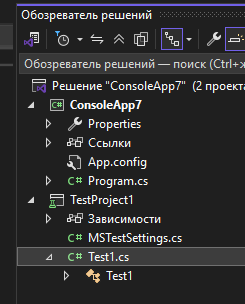 Обозреватель решений
Обозреватель решений — поиск (Ctrl+ж
Решение "ConsoleApp7" (2 проекта
ConsoleApp7
Properties
Ссылки
App.config
C# Program.cs
TestProject1
Зависимости
C# MSTestSettings.cs
C# Test1.cs
Test1